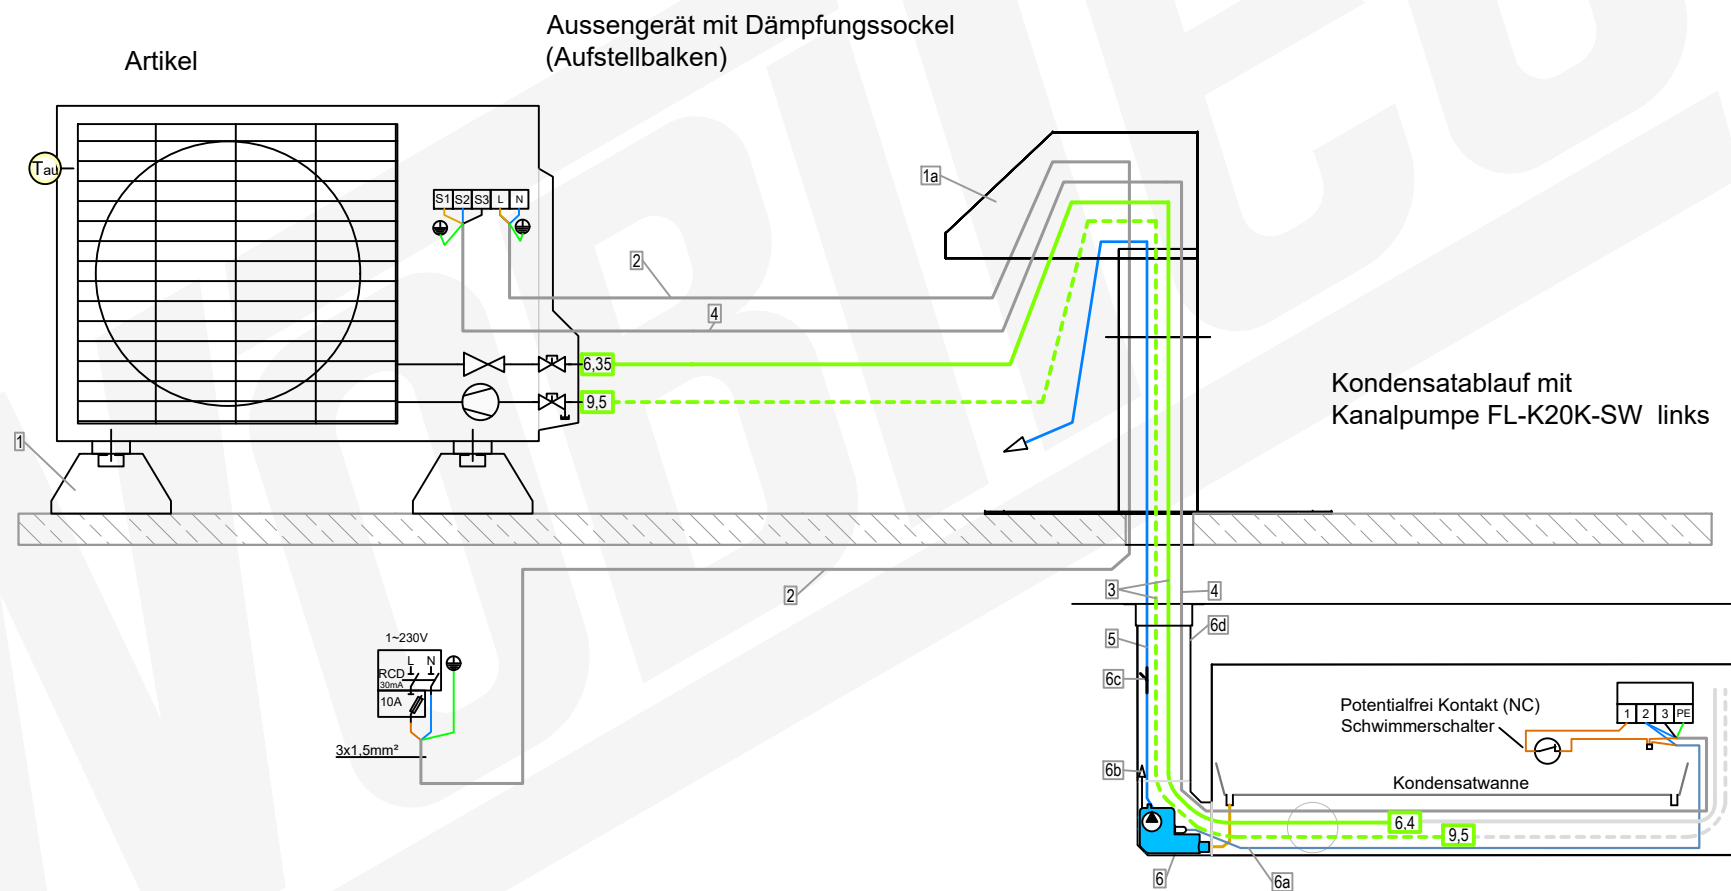 Aussengerät mit Dämpfungssockel
(Aufstellbalken)
Artikel
Tau
S1 S2 S3 L N
1a
2
4
6,35
9,5
Kondensatablauf mit
Kanalpumpe FL-K20K-SW links
1
2
3
4
5
6d
6c
1~230V
L N
RCD
30mA
10A
3x1,5mm²
Potentialfrei Kontakt (NC)
Schwimmerschalter
1 2 3 PE
6b
Kondensatwanne
6,4
9,5
6
6a
NOBILE